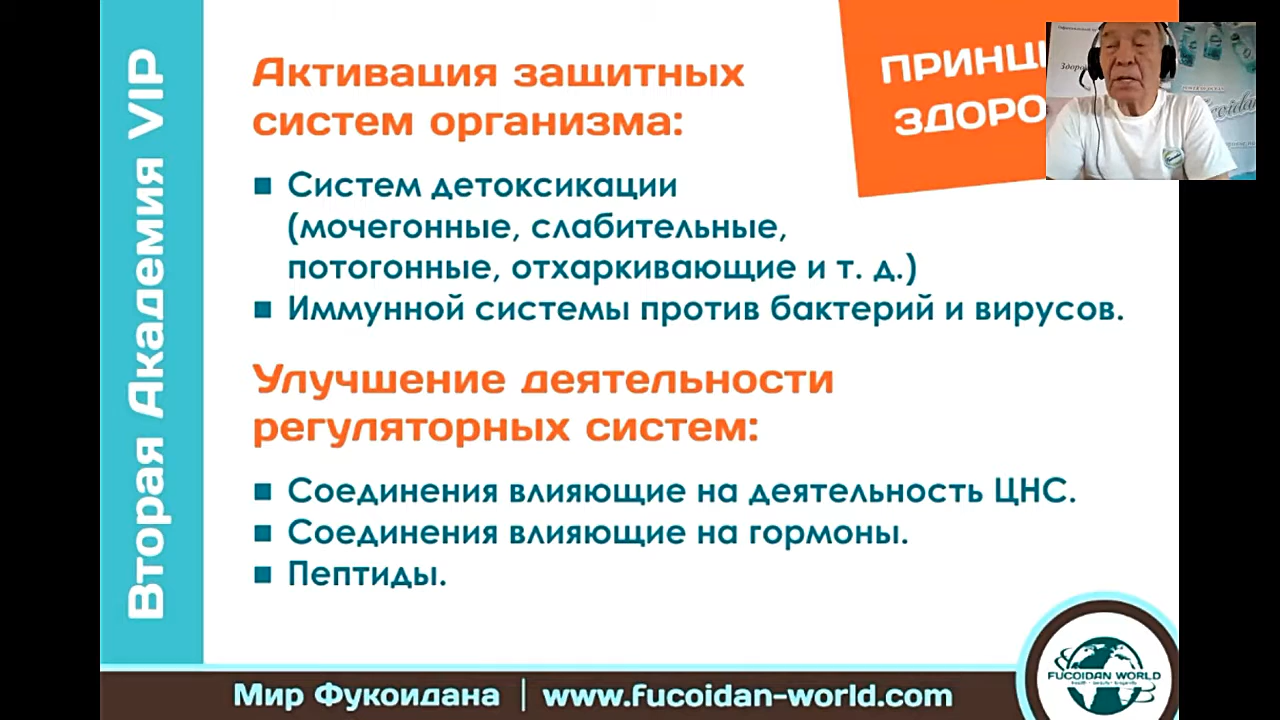 Вторая Академия VIP
Активация защитных
систем организма:
Систем детоксикации
(мочегонные, слабительные,
потогонные, отхаркивающие и т. д.)
Иммунной системы против бактерий и вирусов.
Улучшение деятельности
регуляторных систем:
Соединения влияющие на деятельность ЦНС.
Соединения влияющие на гормоны.
Пептиды.
Мир Фукоидана | www.fucoidan-world.com
FUCOIDAN WORLD